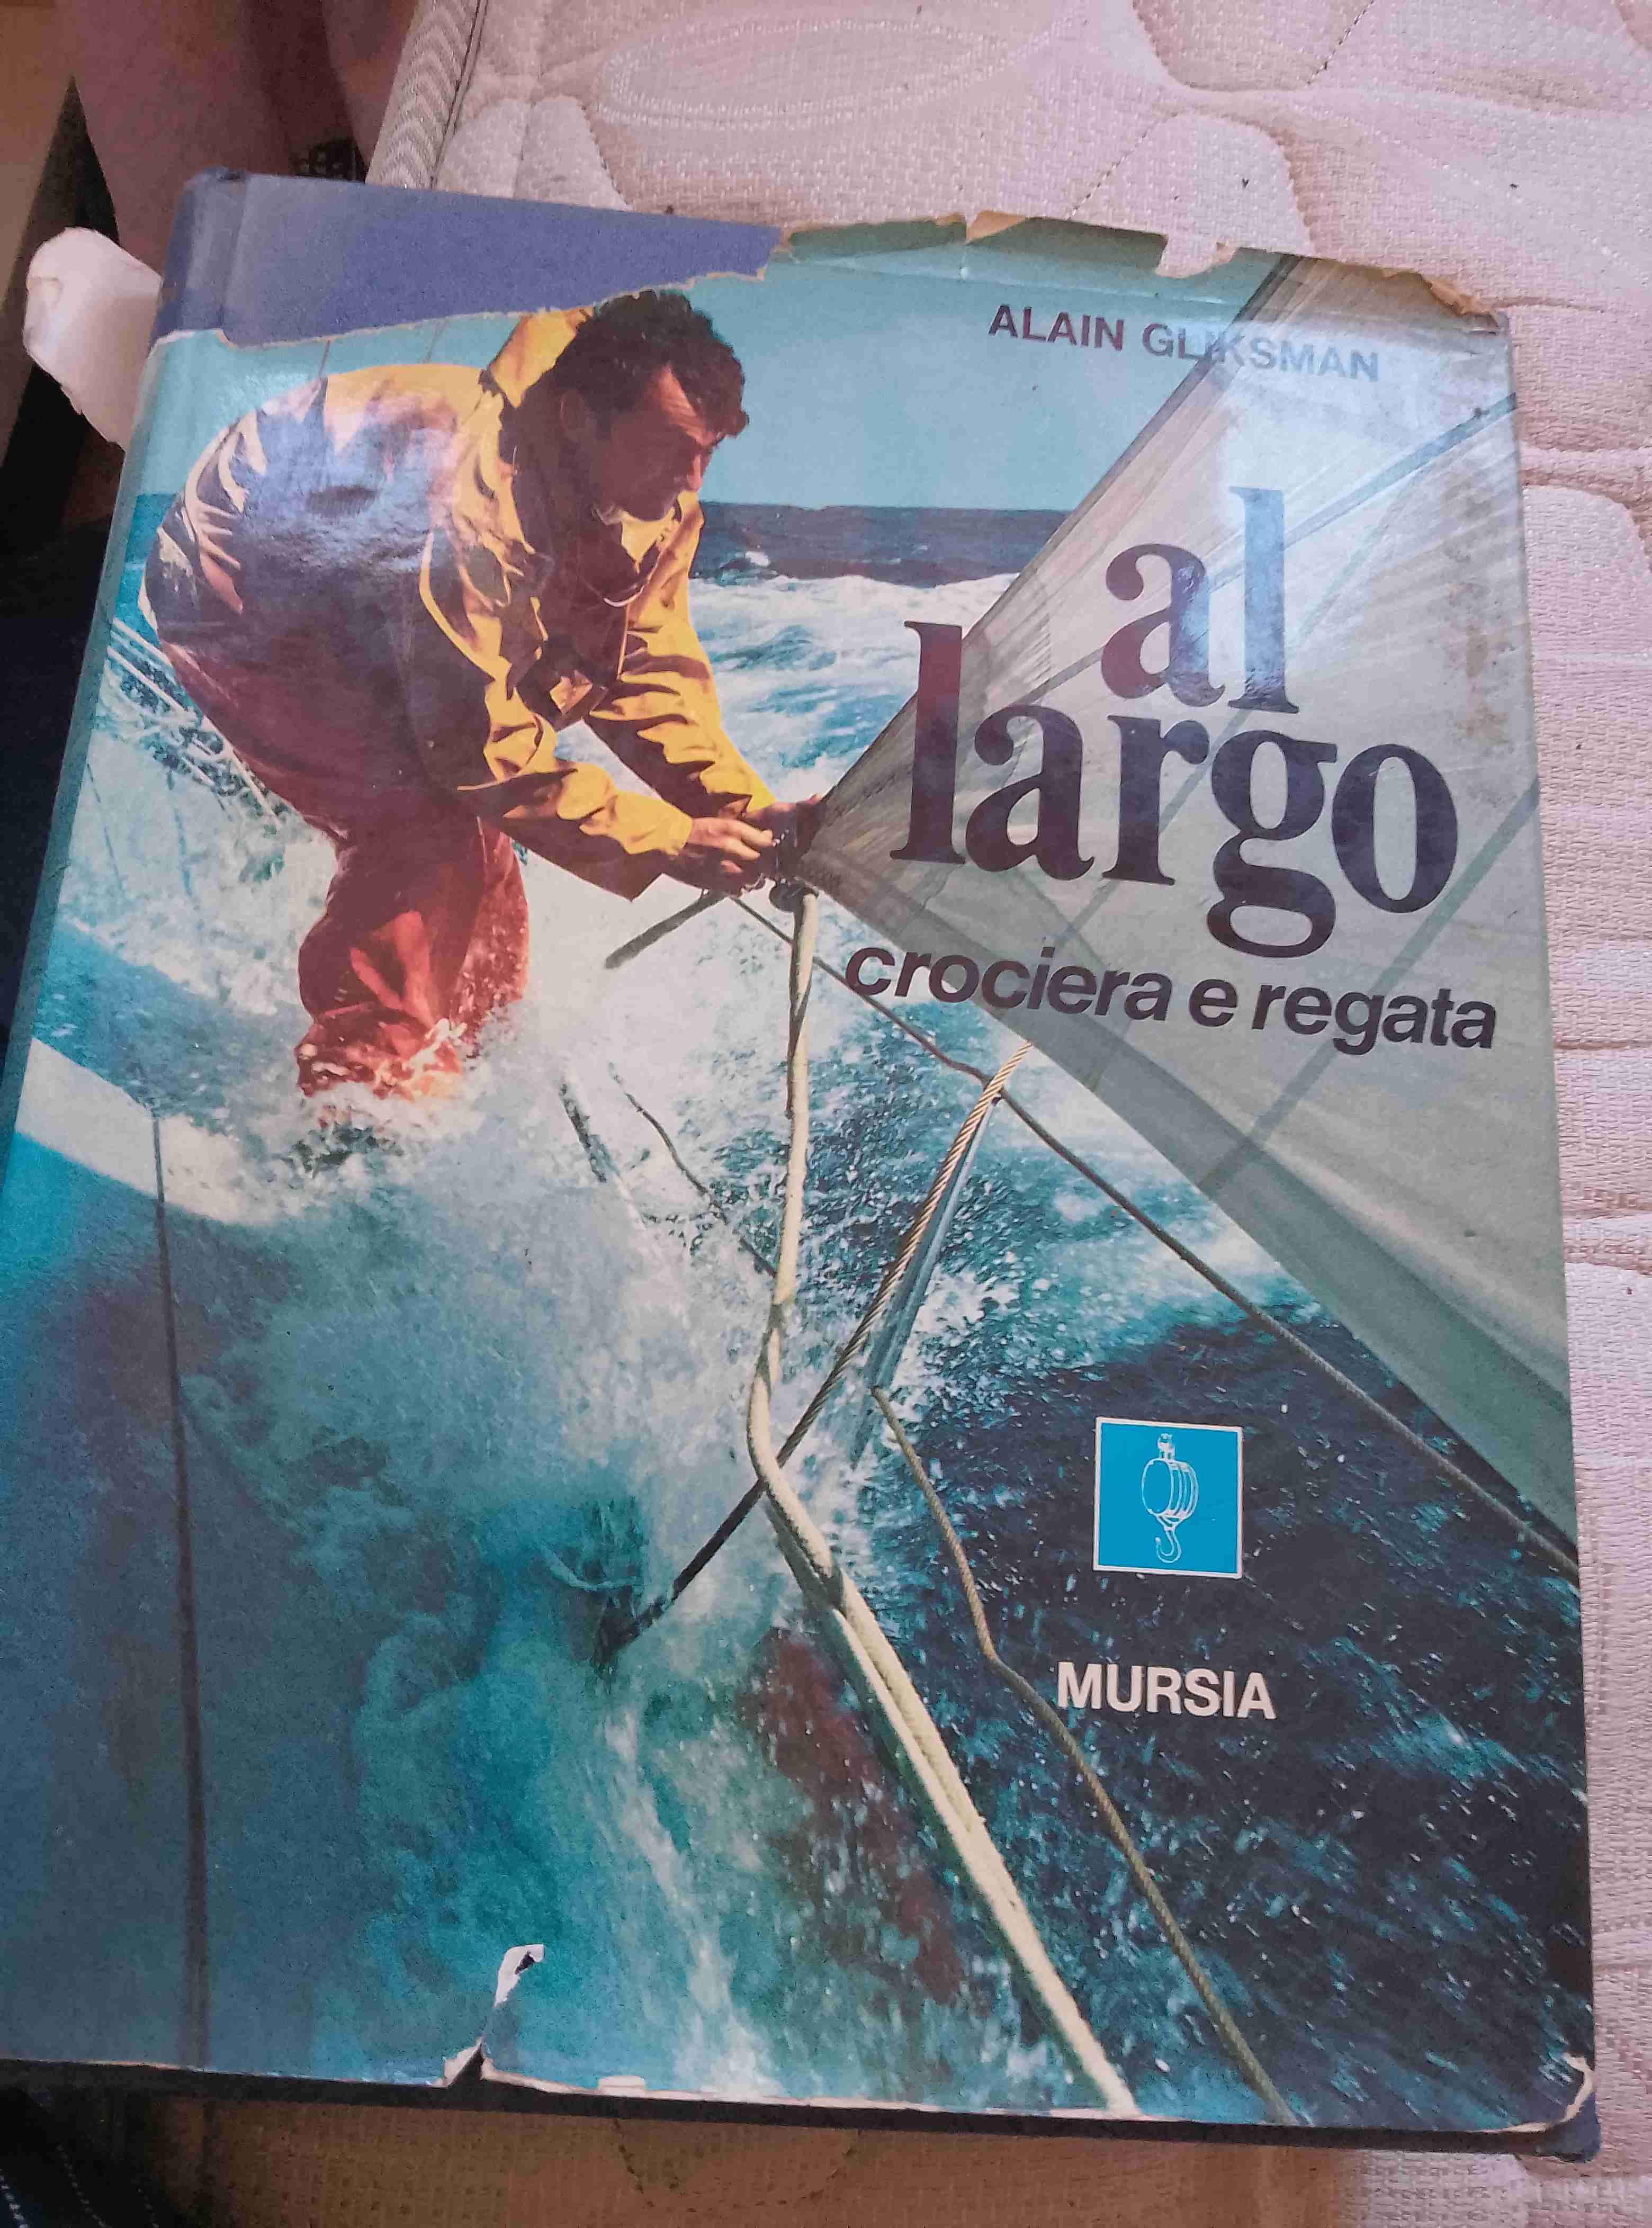 ALAIN GLIKSMAN
al
largo
crociera e regata
MURSIA